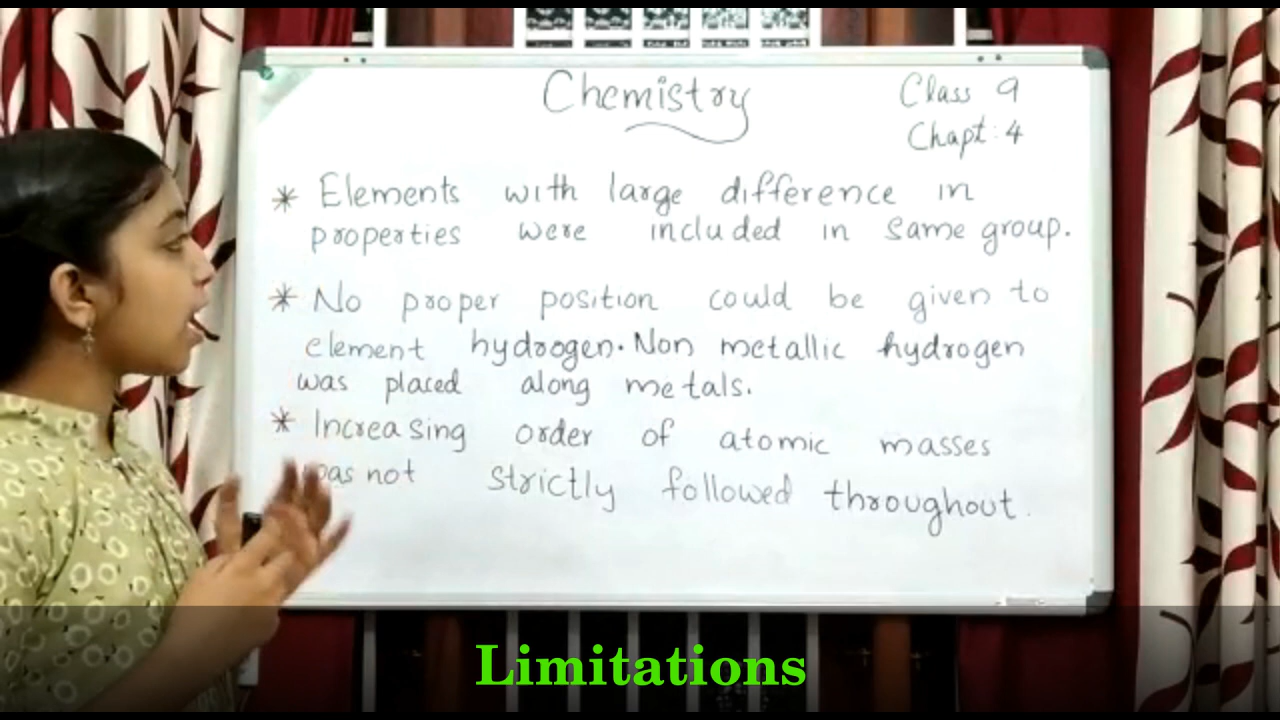 Chemistry
Class 9
Chapt: 4
* Elements with large difference in
properties were included in same group.
* No proper position could be given to
element hydrogen. Non metallic hydrogen
was placed along metals.
* Increasing order of atomic masses
was not strictly followed throughout.
Limitations